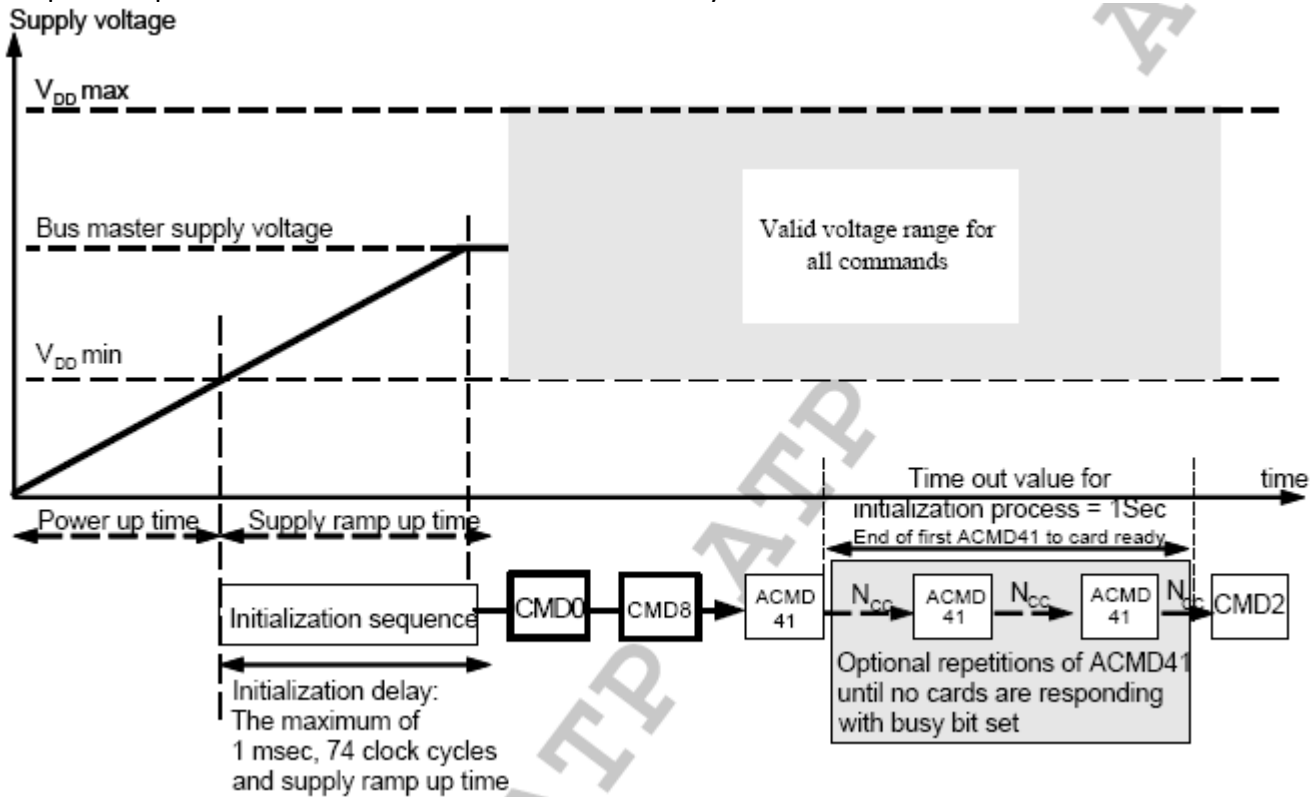 Supply voltage
V_DD max
Bus master supply voltage
Valid voltage range for
all commands
V_DD min
Time out value for
time
initialization process = 1Sec
End of first ACMD41 to card ready
Power up time
Supply ramp up time
Initialization sequence
CMD0
CMD8
ACMD
41
N_CC
ACMD
41
N_CC
ACMD
41
N_CC
CMD2
Optional repetitions of ACMD41
until no cards are responding
with busy bit set
Initialization delay:
The maximum of
1 msec, 74 clock cycles
and supply ramp up time
ATP
ATP